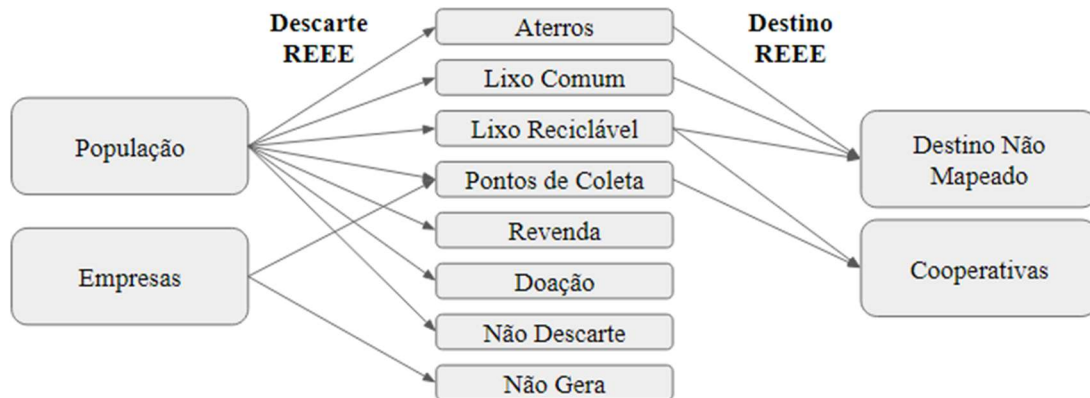 Descarte
REEE
Destino
REEE
População
Empresas
Aterros
Lixo Comum
Lixo Reciclável
Pontos de Coleta
Revenda
Doação
Não Descarte
Não Gera
Destino Não
Mapeado
Cooperativas